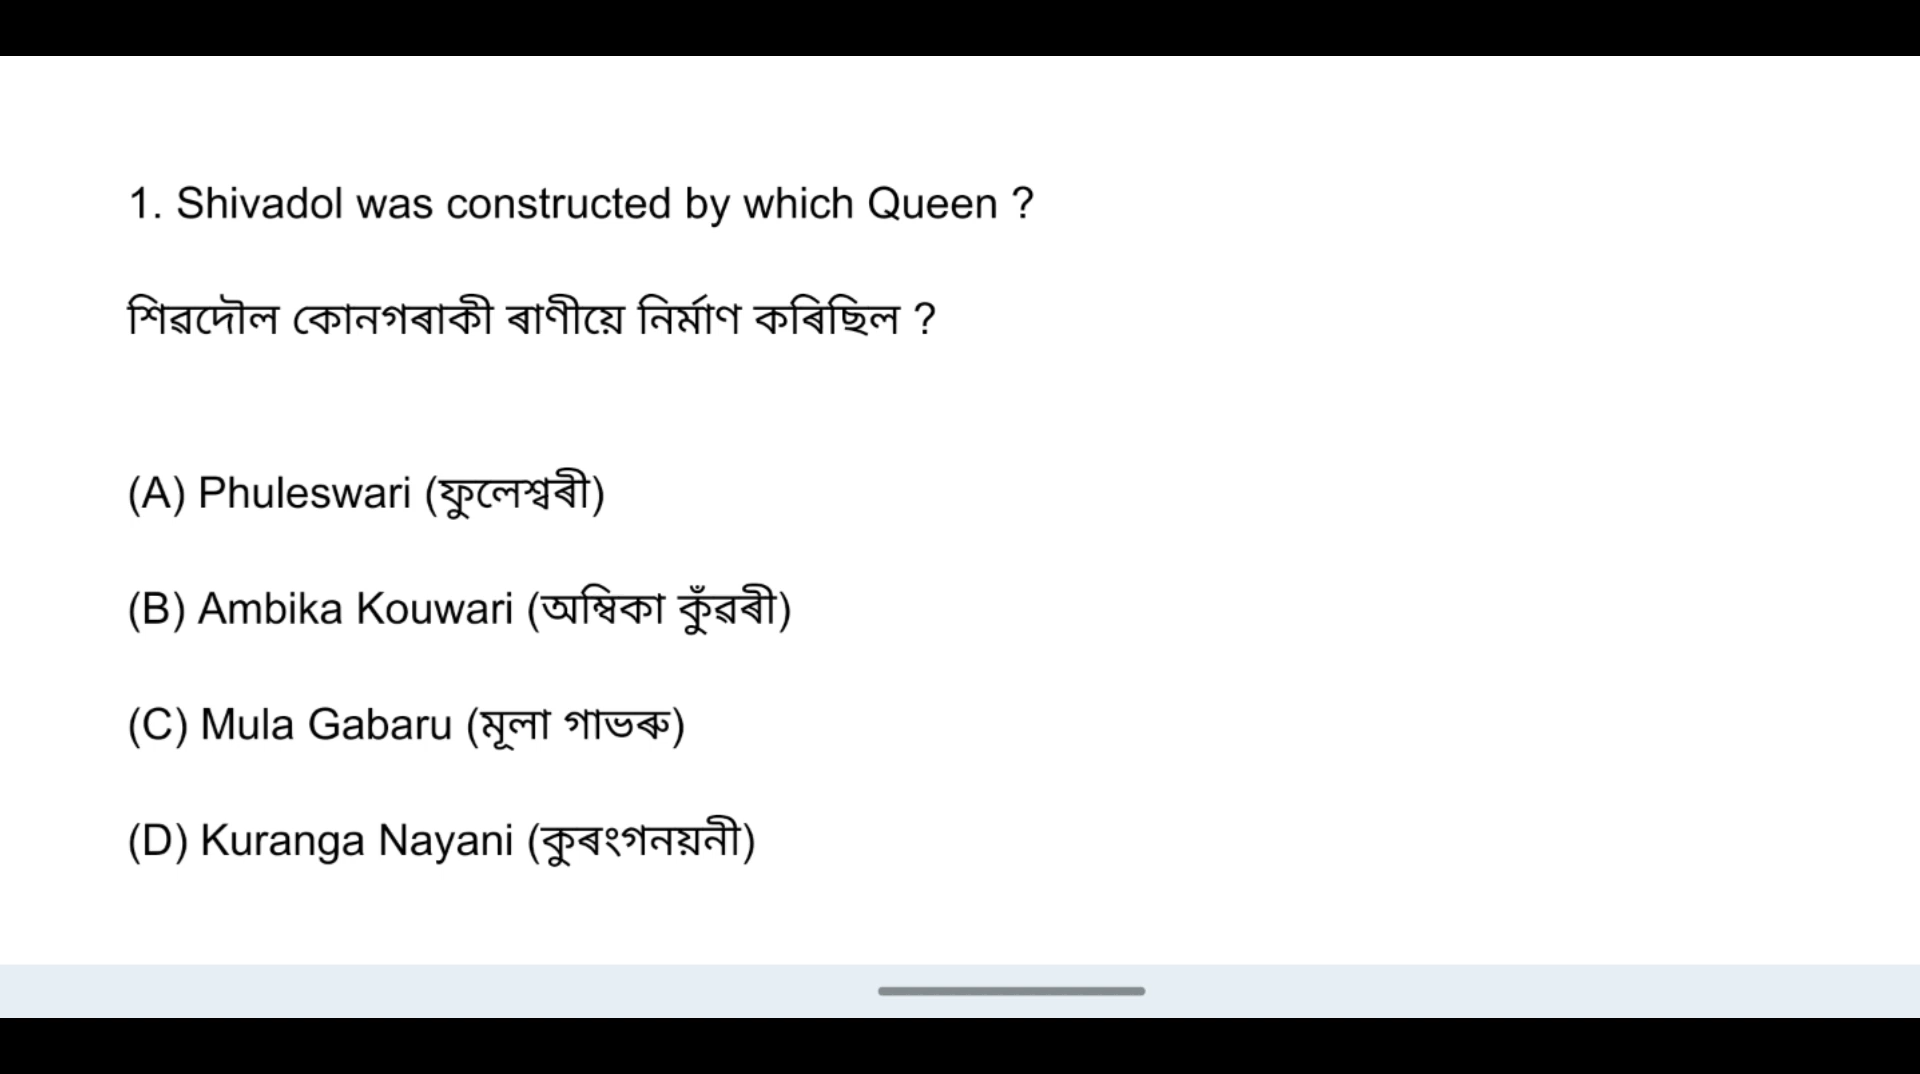 1. Shivadol was constructed by which Queen ?
শিৱদৌল কোনগৰাকী ৰাণীয়ে নিৰ্মাণ কৰিছিল ?
(A) Phuleswari (ফুলেশ্বৰী)
(B) Ambika Kouwari (অম্বিকা কুঁৱৰী)
(C) Mula Gabaru (মূলা গাভৰু)
(D) Kuranga Nayani (কুৰংগনয়নী)